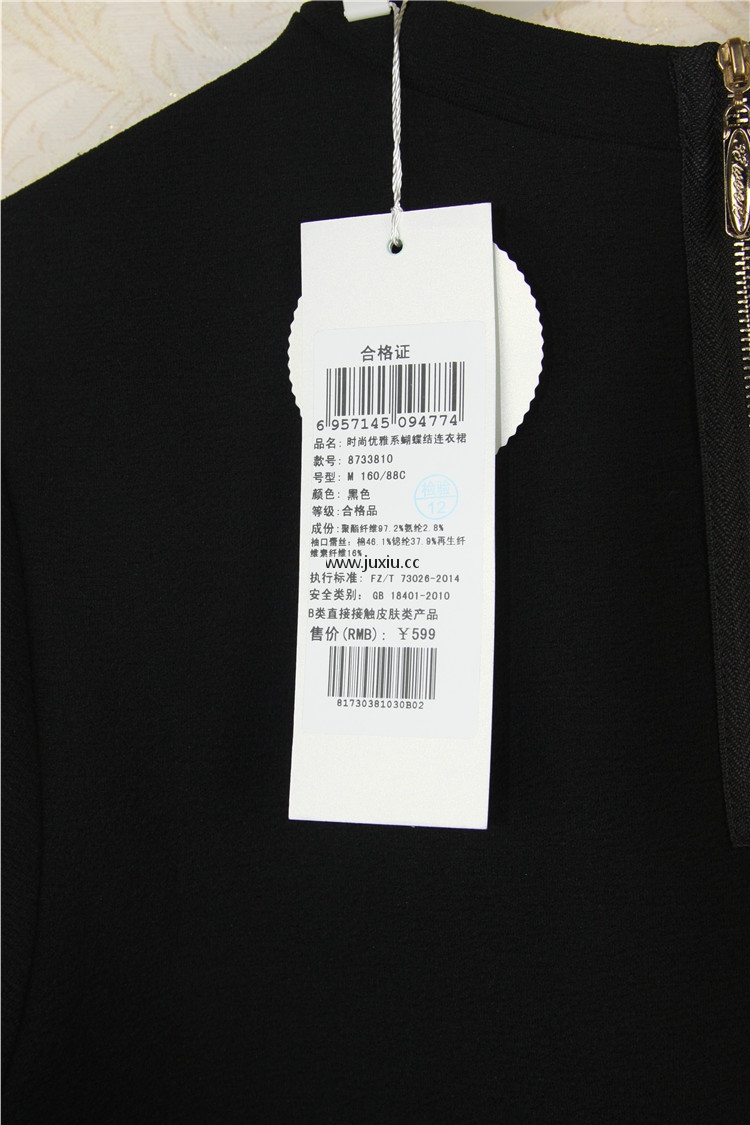 合格证
6 957145 094774
品名: 时尚优雅系蝴蝶结连衣裙
款号: 8733810
号型: M 160/88C
颜色: 黑色
等级:合格品
12
成份: 聚酯纤维97.2%氨纶2.8%
袖口蕾丝: 棉46.1%锦纶37.9%再生纤
维素纤维16%
www.juxiu.cc
执行标准: FZ/T 73026-2014
安全类别: GB 18401-2010
B类直接接触皮肤类产品
售价(RMB): ￥599
81730381030B02